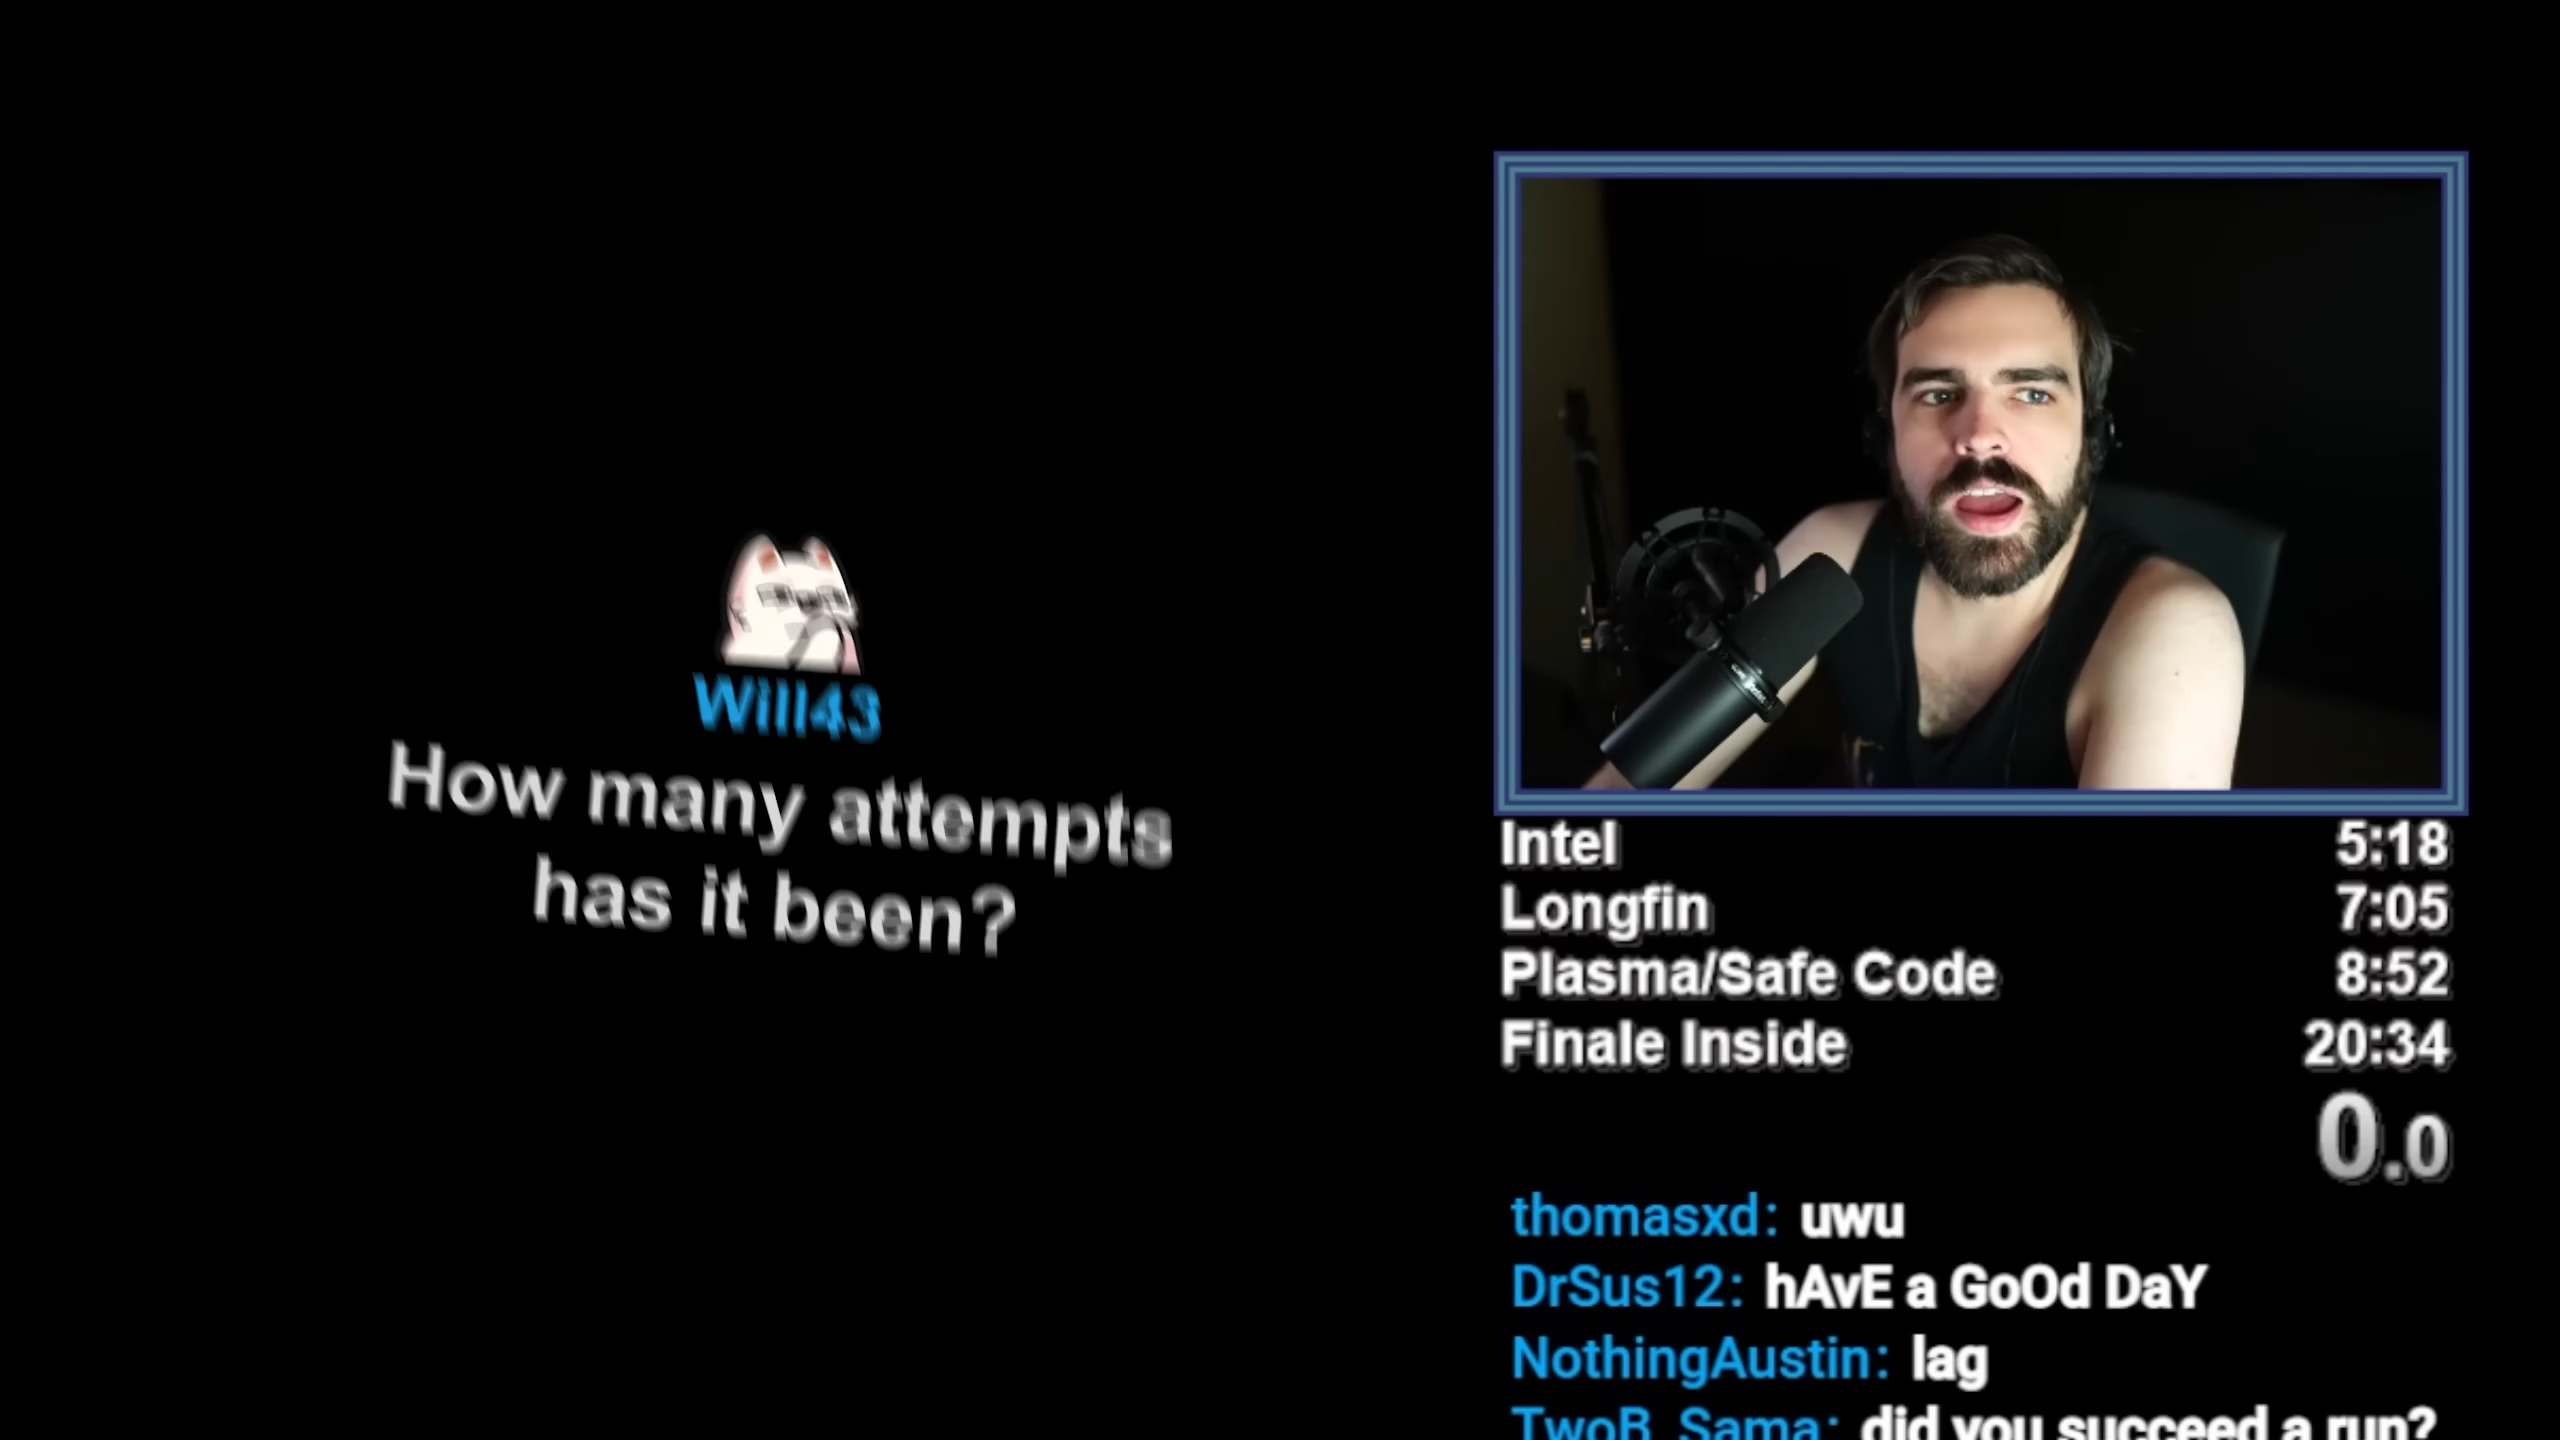 Will43
How many attempts
has it been?
Intel 5:18
Longfin 7:05
Plasma/Safe Code 8:52
Finale Inside 20:34
0.0
thomasxd: uwu
DrSus12: hAvE a GoOd DaY
NothingAustin: lag
TwoB_Sama: did you succeed a run?